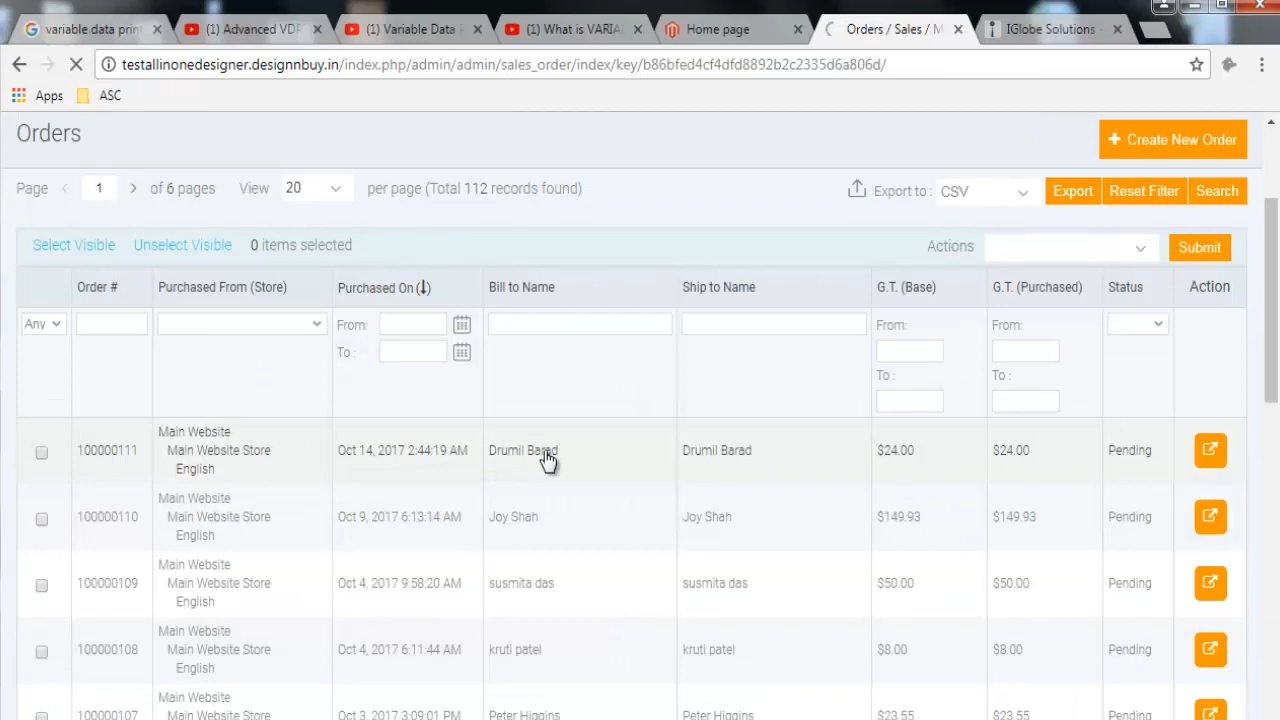 variable data prin
(1) Advanced VDP
(1) Variable Data
(1) What is VARIA
Home page
Orders / Sales / M
IGlobe Solutions -
testallinonedesigner.designnbuy.in/index.php/admin/admin/sales_order/index/key/b86bfed4cf4dfd8892b2c2335d6a806d/
Apps ASC
Orders
Create New Order
Page 1 of 6 pages View 20 per page (Total 112 records found) Export to : CSV Export Reset Filter Search
Select Visible Unselect Visible 0 items selected Actions Submit
Order # Purchased From (Store) Purchased On Bill to Name Ship to Name G.T. (Base) G.T. (Purchased) Status Action
Any From: From: From:
To : To : To :
Main Website
100000111 Main Website Store Oct 14, 2017 2:44:19 AM Drumil Barad Drumil Barad $24.00 $24.00 Pending
English
Main Website
100000110 Main Website Store Oct 9, 2017 6:13:14 AM Joy Shah Joy Shah $149.93 $149.93 Pending
English
Main Website
100000109 Main Website Store Oct 4, 2017 9:58:20 AM susmita das susmita das $50.00 $50.00 Pending
English
Main Website
100000108 Main Website Store Oct 4, 2017 6:11:44 AM kruti patel kruti patel $8.00 $8.00 Pending
English
Main Website
100000107 Main Website Store Oct 3, 2017 3:09:01 PM Peter Higgins Peter Higgins $23.55 $23.55 Pending